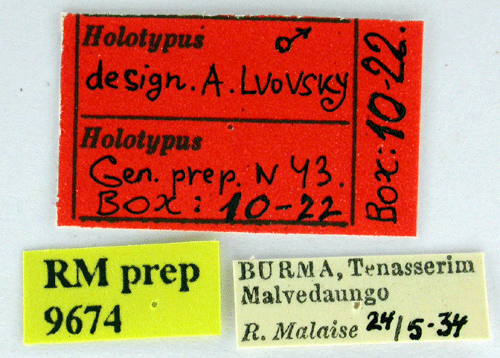 Holotypus ♂
design. A. Lvovsky
Holotypus
Gen. prep. N 43.
Box: 10-22
Box: 10-22.
RM prep
9674
BURMA, Tenasserim
Malvedaungo
R. Malaise 24/5-34